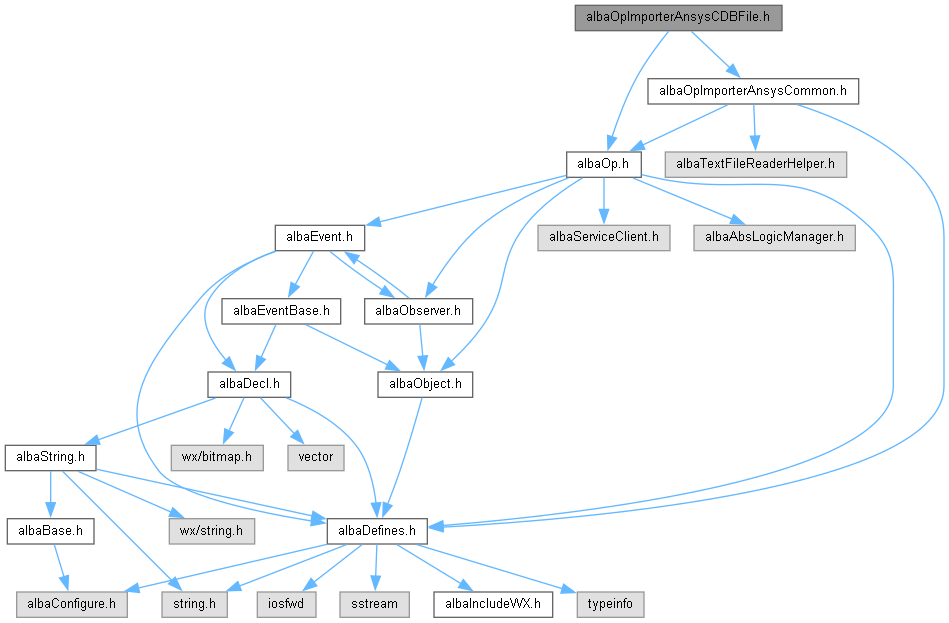 albaOpImporterAnsysCDBFile.h
albaOpImporterAnsysCommon.h
albaOp.h
albaTextFileReaderHelper.h
albaEvent.h
albaServiceClient.h
albaAbsLogicManager.h
albaEventBase.h
albaObserver.h
albaDecl.h
albaObject.h
albaString.h
wx/bitmap.h
vector
albaBase.h
wx/string.h
albaDefines.h
albaConfigure.h
string.h
iosfwd
sstream
albaIncludeWX.h
typeinfo